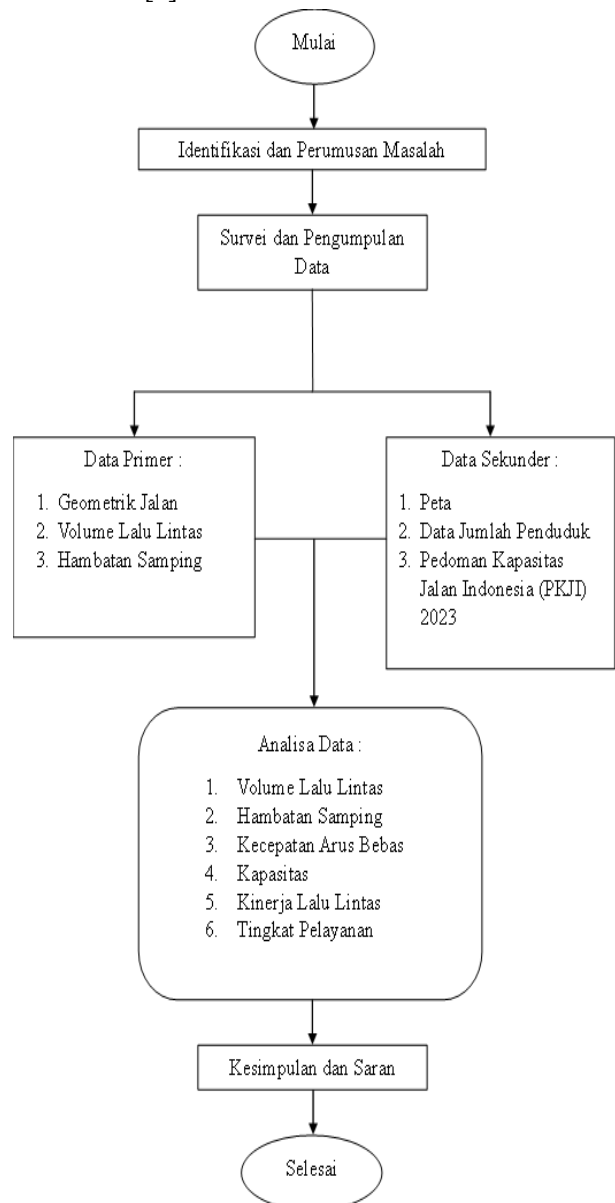 Mulai
Identifikasi dan Perumusan Masalah
Survei dan Pengumpulan
Data
Data Primer :
1. Geometrik Jalan
2. Volume Lalu Lintas
3. Hambatan Samping
Data Sekunder :
1. Peta
2. Data Jumlah Penduduk
3. Pedoman Kapasitas
Jalan Indonesia (PKJI)
2023
Analisa Data :
1. Volume Lalu Lintas
2. Hambatan Samping
3. Kecepatan Arus Bebas
4. Kapasitas
5. Kinerja Lalu Lintas
6. Tingkat Pelayanan
Kesimpulan dan Saran
Selesai